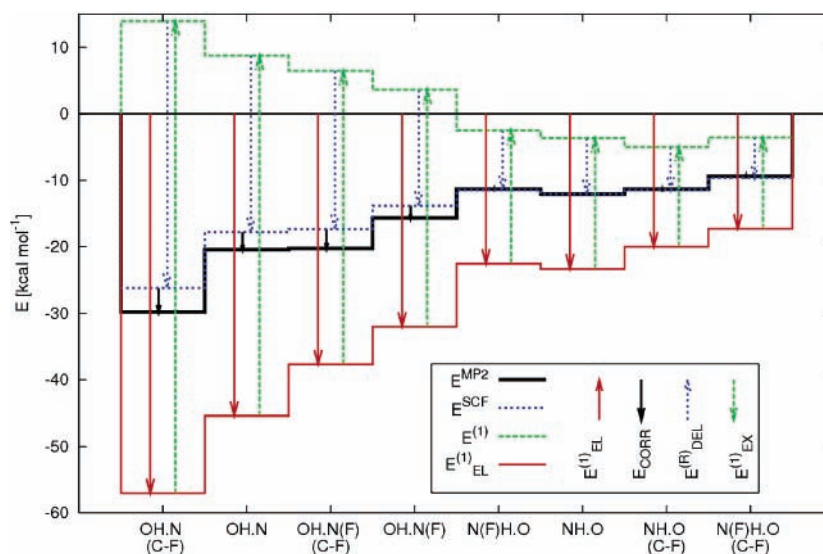 10
0
-10
-20
-30
-40
-50
-60
E [kcal mol⁻¹]
E^MP2
E^SCF
E^(1)
E^(1)_EL
E^(1)_EL
E_CORR
E^(R)_DEL
E^(1)_EX
OH.N
(C-F)
OH.N
OH.N(F)
(C-F)
OH.N(F)
N(F)H.O
NH.O
NH.O
(C-F)
N(F)H.O
(C-F)